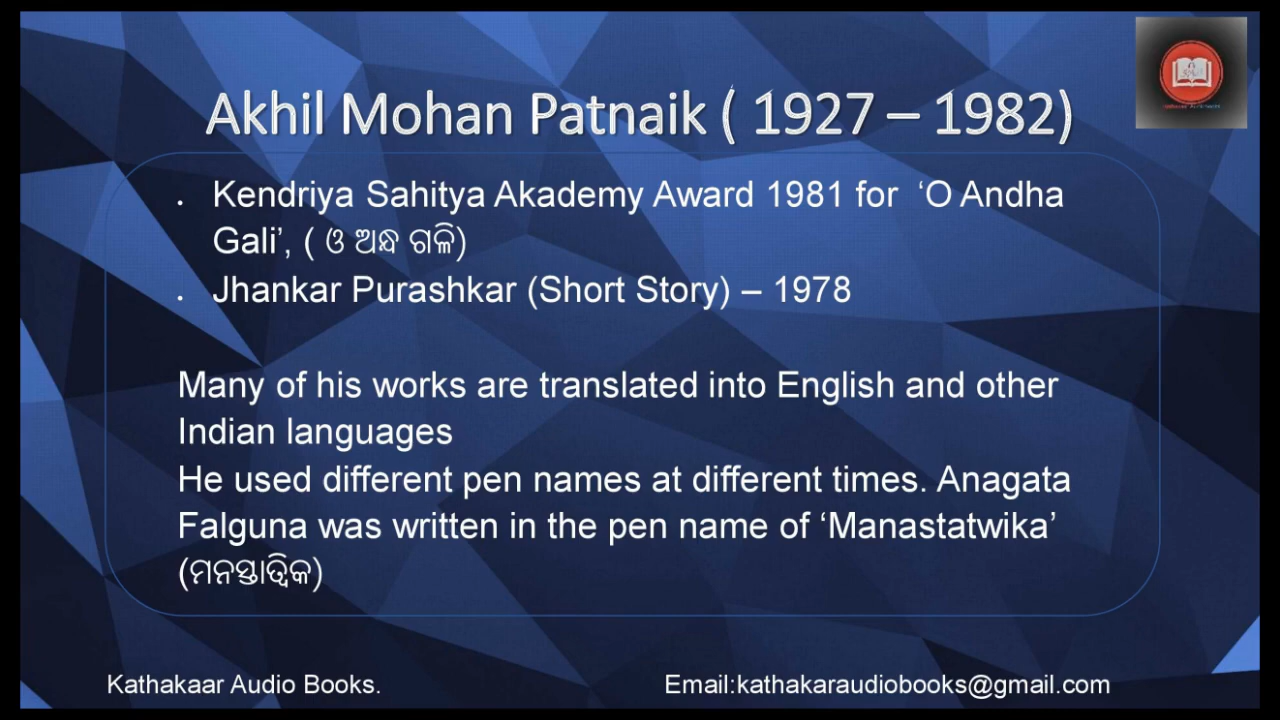 Akhil Mohan Patnaik ( 1927 – 1982)
• Kendriya Sahitya Akademy Award 1981 for ‘O Andha
Gali’, ( ଓ ଅନ୍ଧ ଗଳି)
• Jhankar Purashkar (Short Story) – 1978
Many of his works are translated into English and other
Indian languages
He used different pen names at different times. Anagata
Falguna was written in the pen name of ‘Manastatwika’
(ମନସ୍ତାତ୍ତ୍ୱିକ)
Kathakaar Audio Books.
Email:kathakaraudiobooks@gmail.com